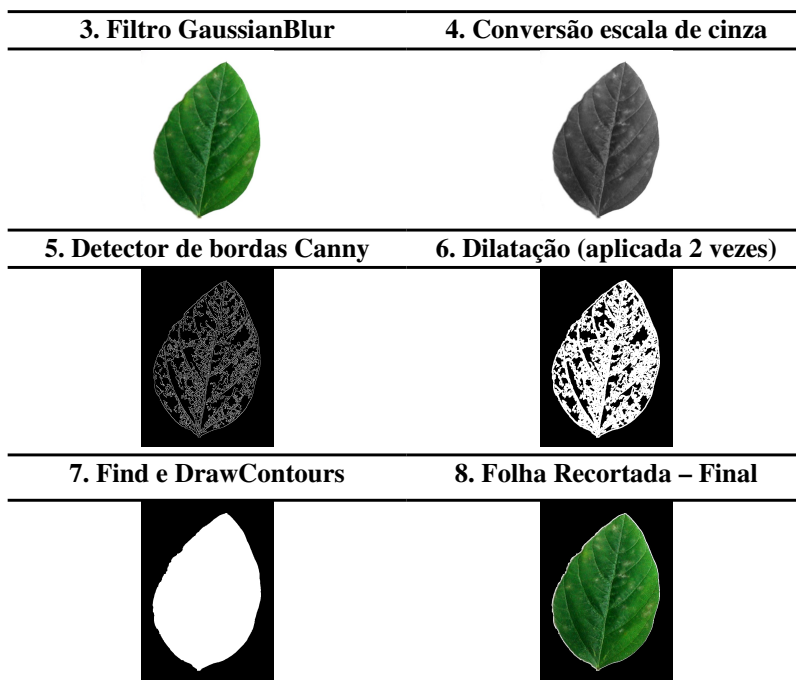 3. Filtro GaussianBlur
4. Conversão escala de cinza
5. Detector de bordas Canny
6. Dilatação (aplicada 2 vezes)
7. Find e DrawContours
8. Folha Recortada – Final